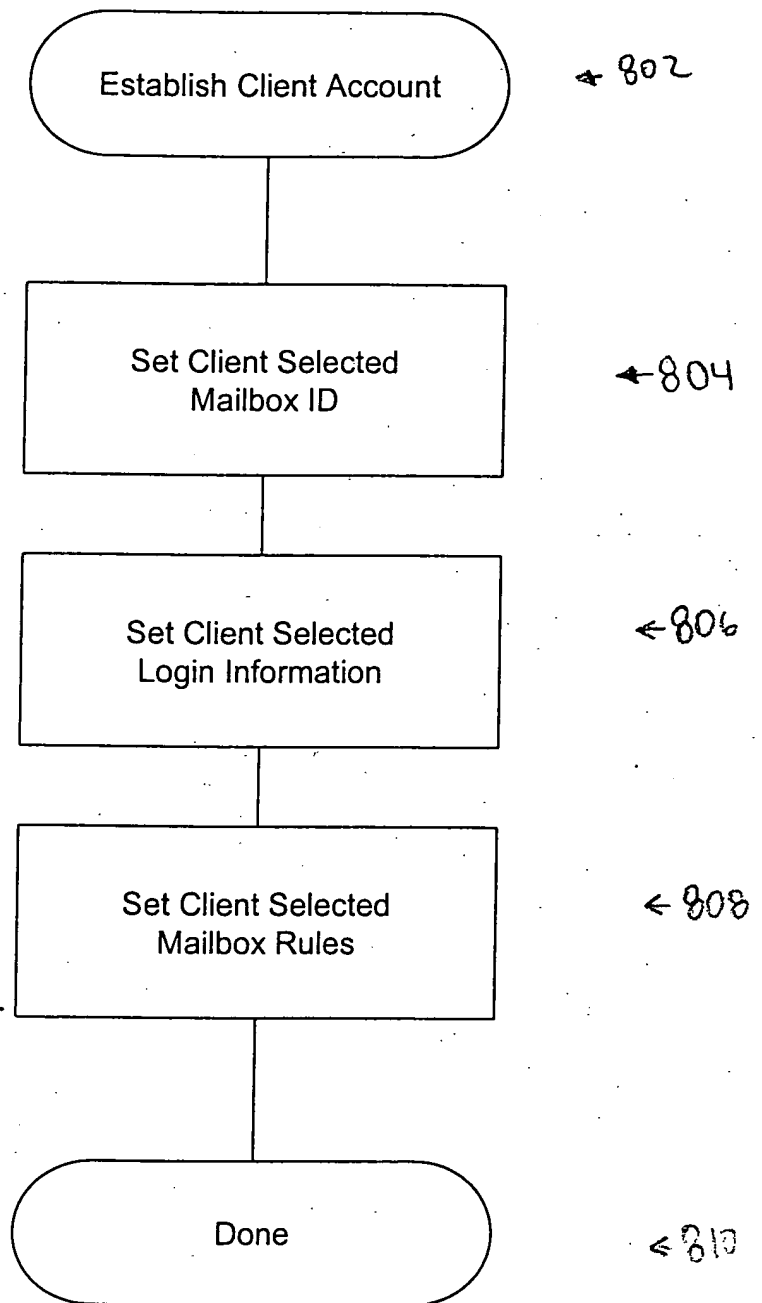 Establish Client Account
← 802
Set Client Selected
Mailbox ID
← 804
Set Client Selected
Login Information
← 806
Set Client Selected
Mailbox Rules
← 808
Done
← 810